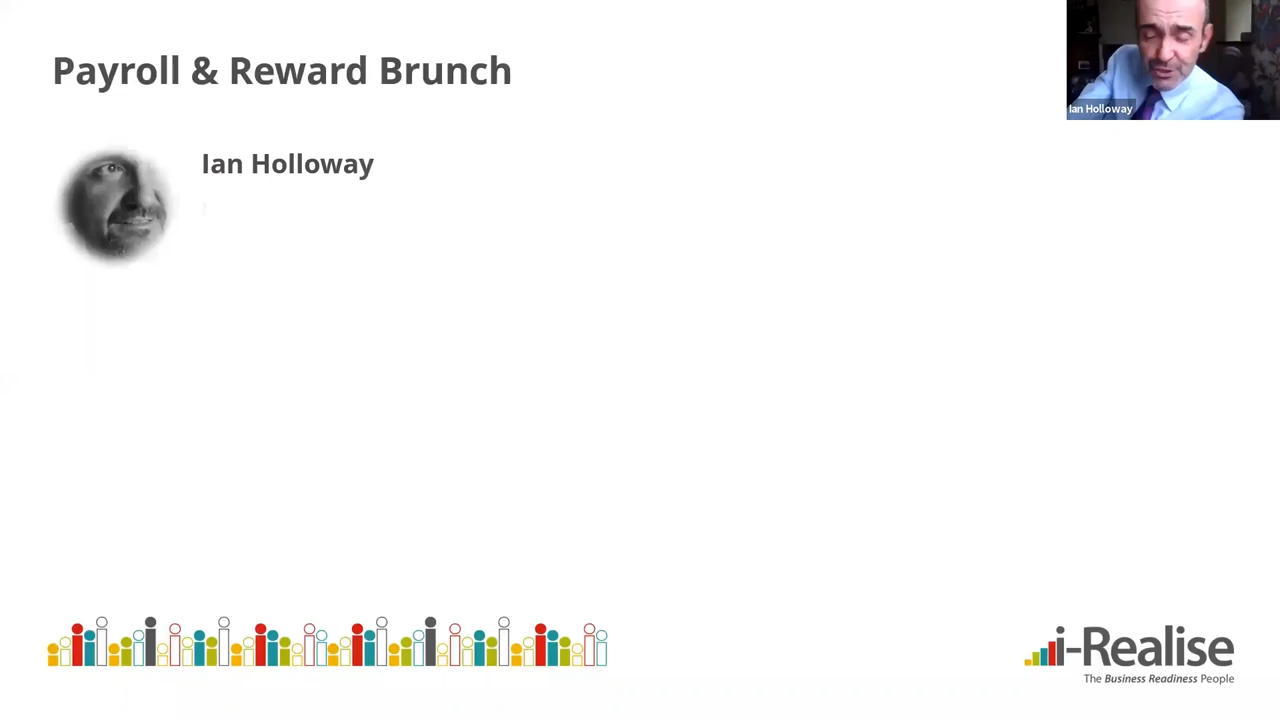 Payroll & Reward Brunch
Ian Holloway
Ian Holloway
i-Realise
The Business Readiness People